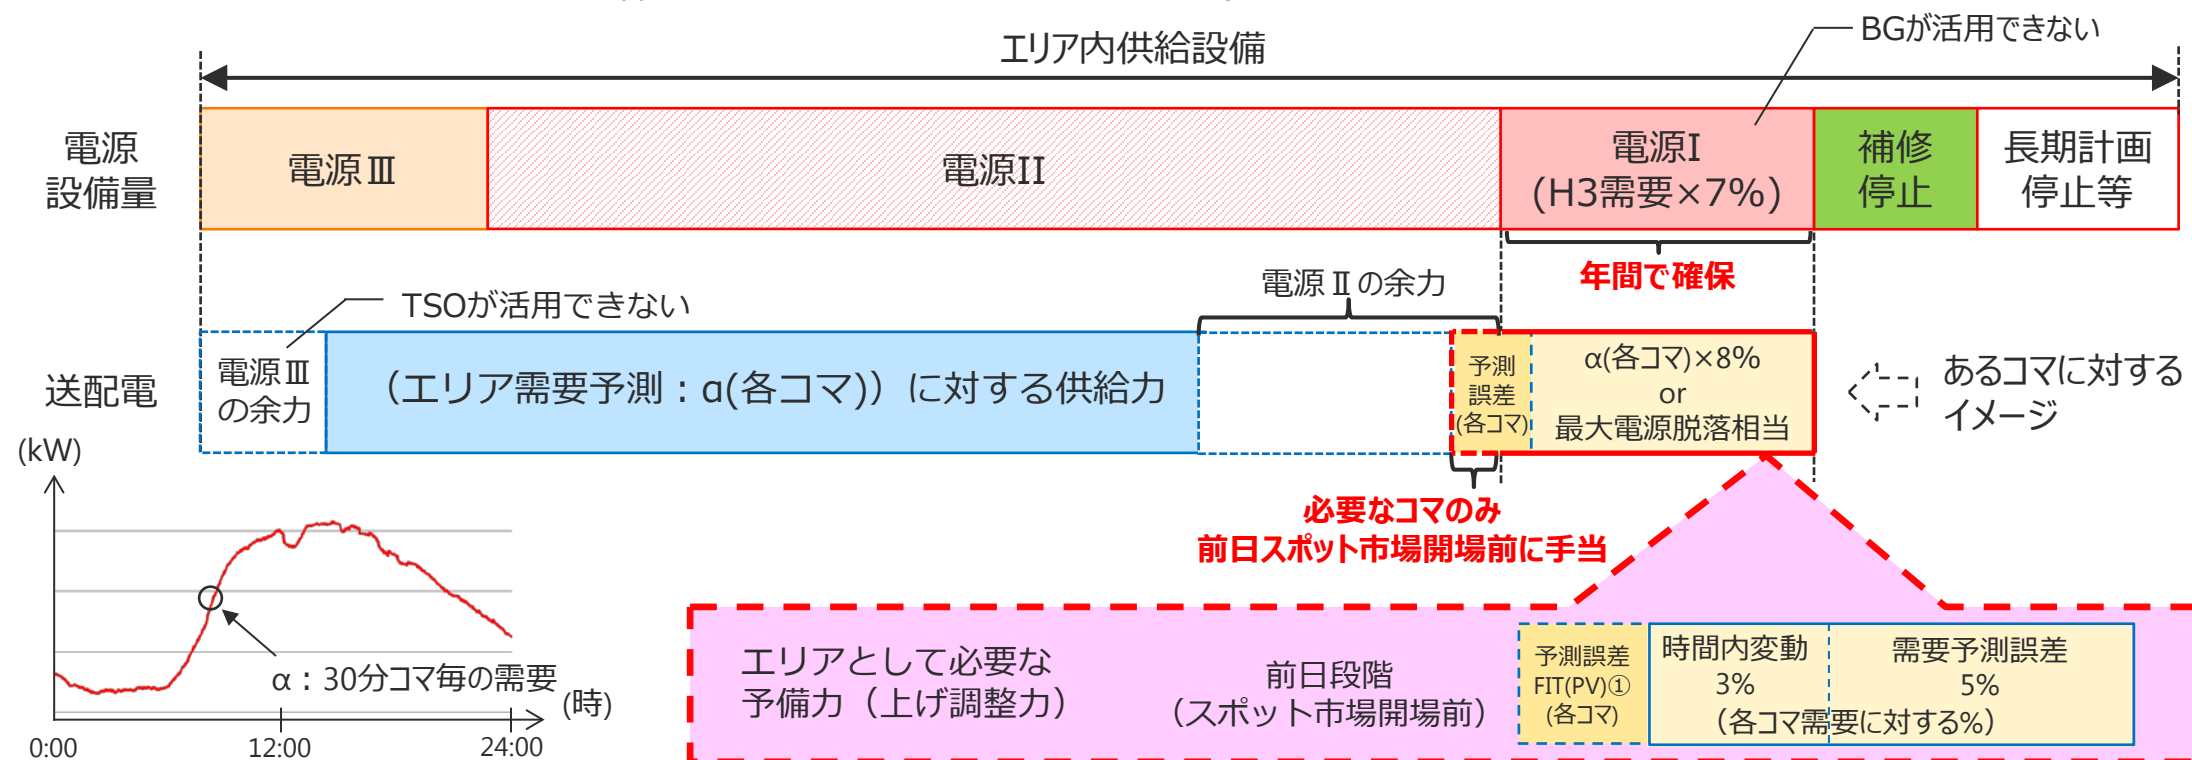 エリア内供給設備
BGが活用できない
電源
設備量
電源Ⅲ
電源II
電源I
(H3需要×7%)
補修
停止
長期計画
停止等
年間で確保
電源Ⅱの余力
TSOが活用できない
送配電
電源Ⅲ
の余力
（エリア需要予測：α(各コマ)）に対する供給力
予測
誤差
(各コマ)
α(各コマ)×8%
or
最大電源脱落相当
あるコマに対する
イメージ
必要なコマのみ
前日スポット市場開場前に手当
(kW)
α：30分コマ毎の需要
(時)
0:00
12:00
24:00
エリアとして必要な
予備力（上げ調整力）
前日段階
（スポット市場開場前）
予測誤差
FIT(PV)①
(各コマ)
時間内変動
3%
需要予測誤差
5%
（各コマ需要に対する%）